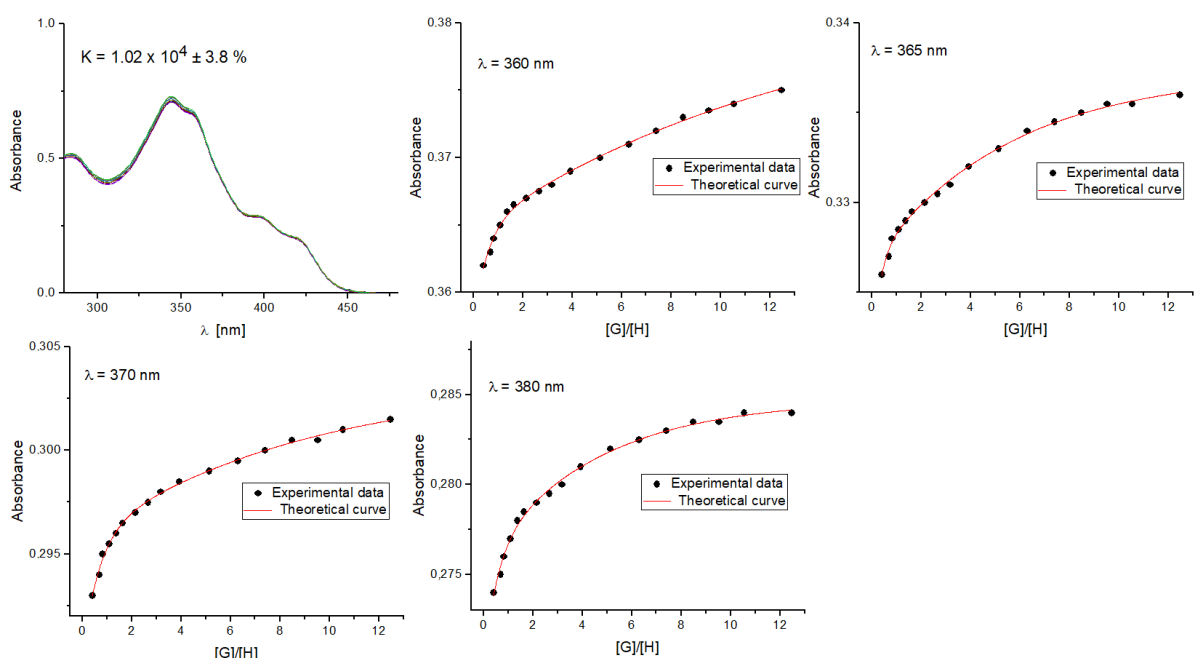 1.0
K = 1.02 x 10^4 ± 3.8 %
0.5
0.0
300
350
400
450
Absorbance
λ [nm]
0.38
λ = 360 nm
0.37
0.36
0 2 4 6 8 10 12
Absorbance
[G]/[H]
Experimental data
Theoretical curve
0.34
λ = 365 nm
0.33
0 2 4 6 8 10 12
Absorbance
[G]/[H]
Experimental data
Theoretical curve
0.305
λ = 370 nm
0.300
0.295
0 2 4 6 8 10 12
Absorbance
[G]/[H]
Experimental data
Theoretical curve
0,285
λ = 380 nm
0,280
0,275
0 2 4 6 8 10 12
Absorbance
[G]/[H]
Experimental data
Theoretical curve